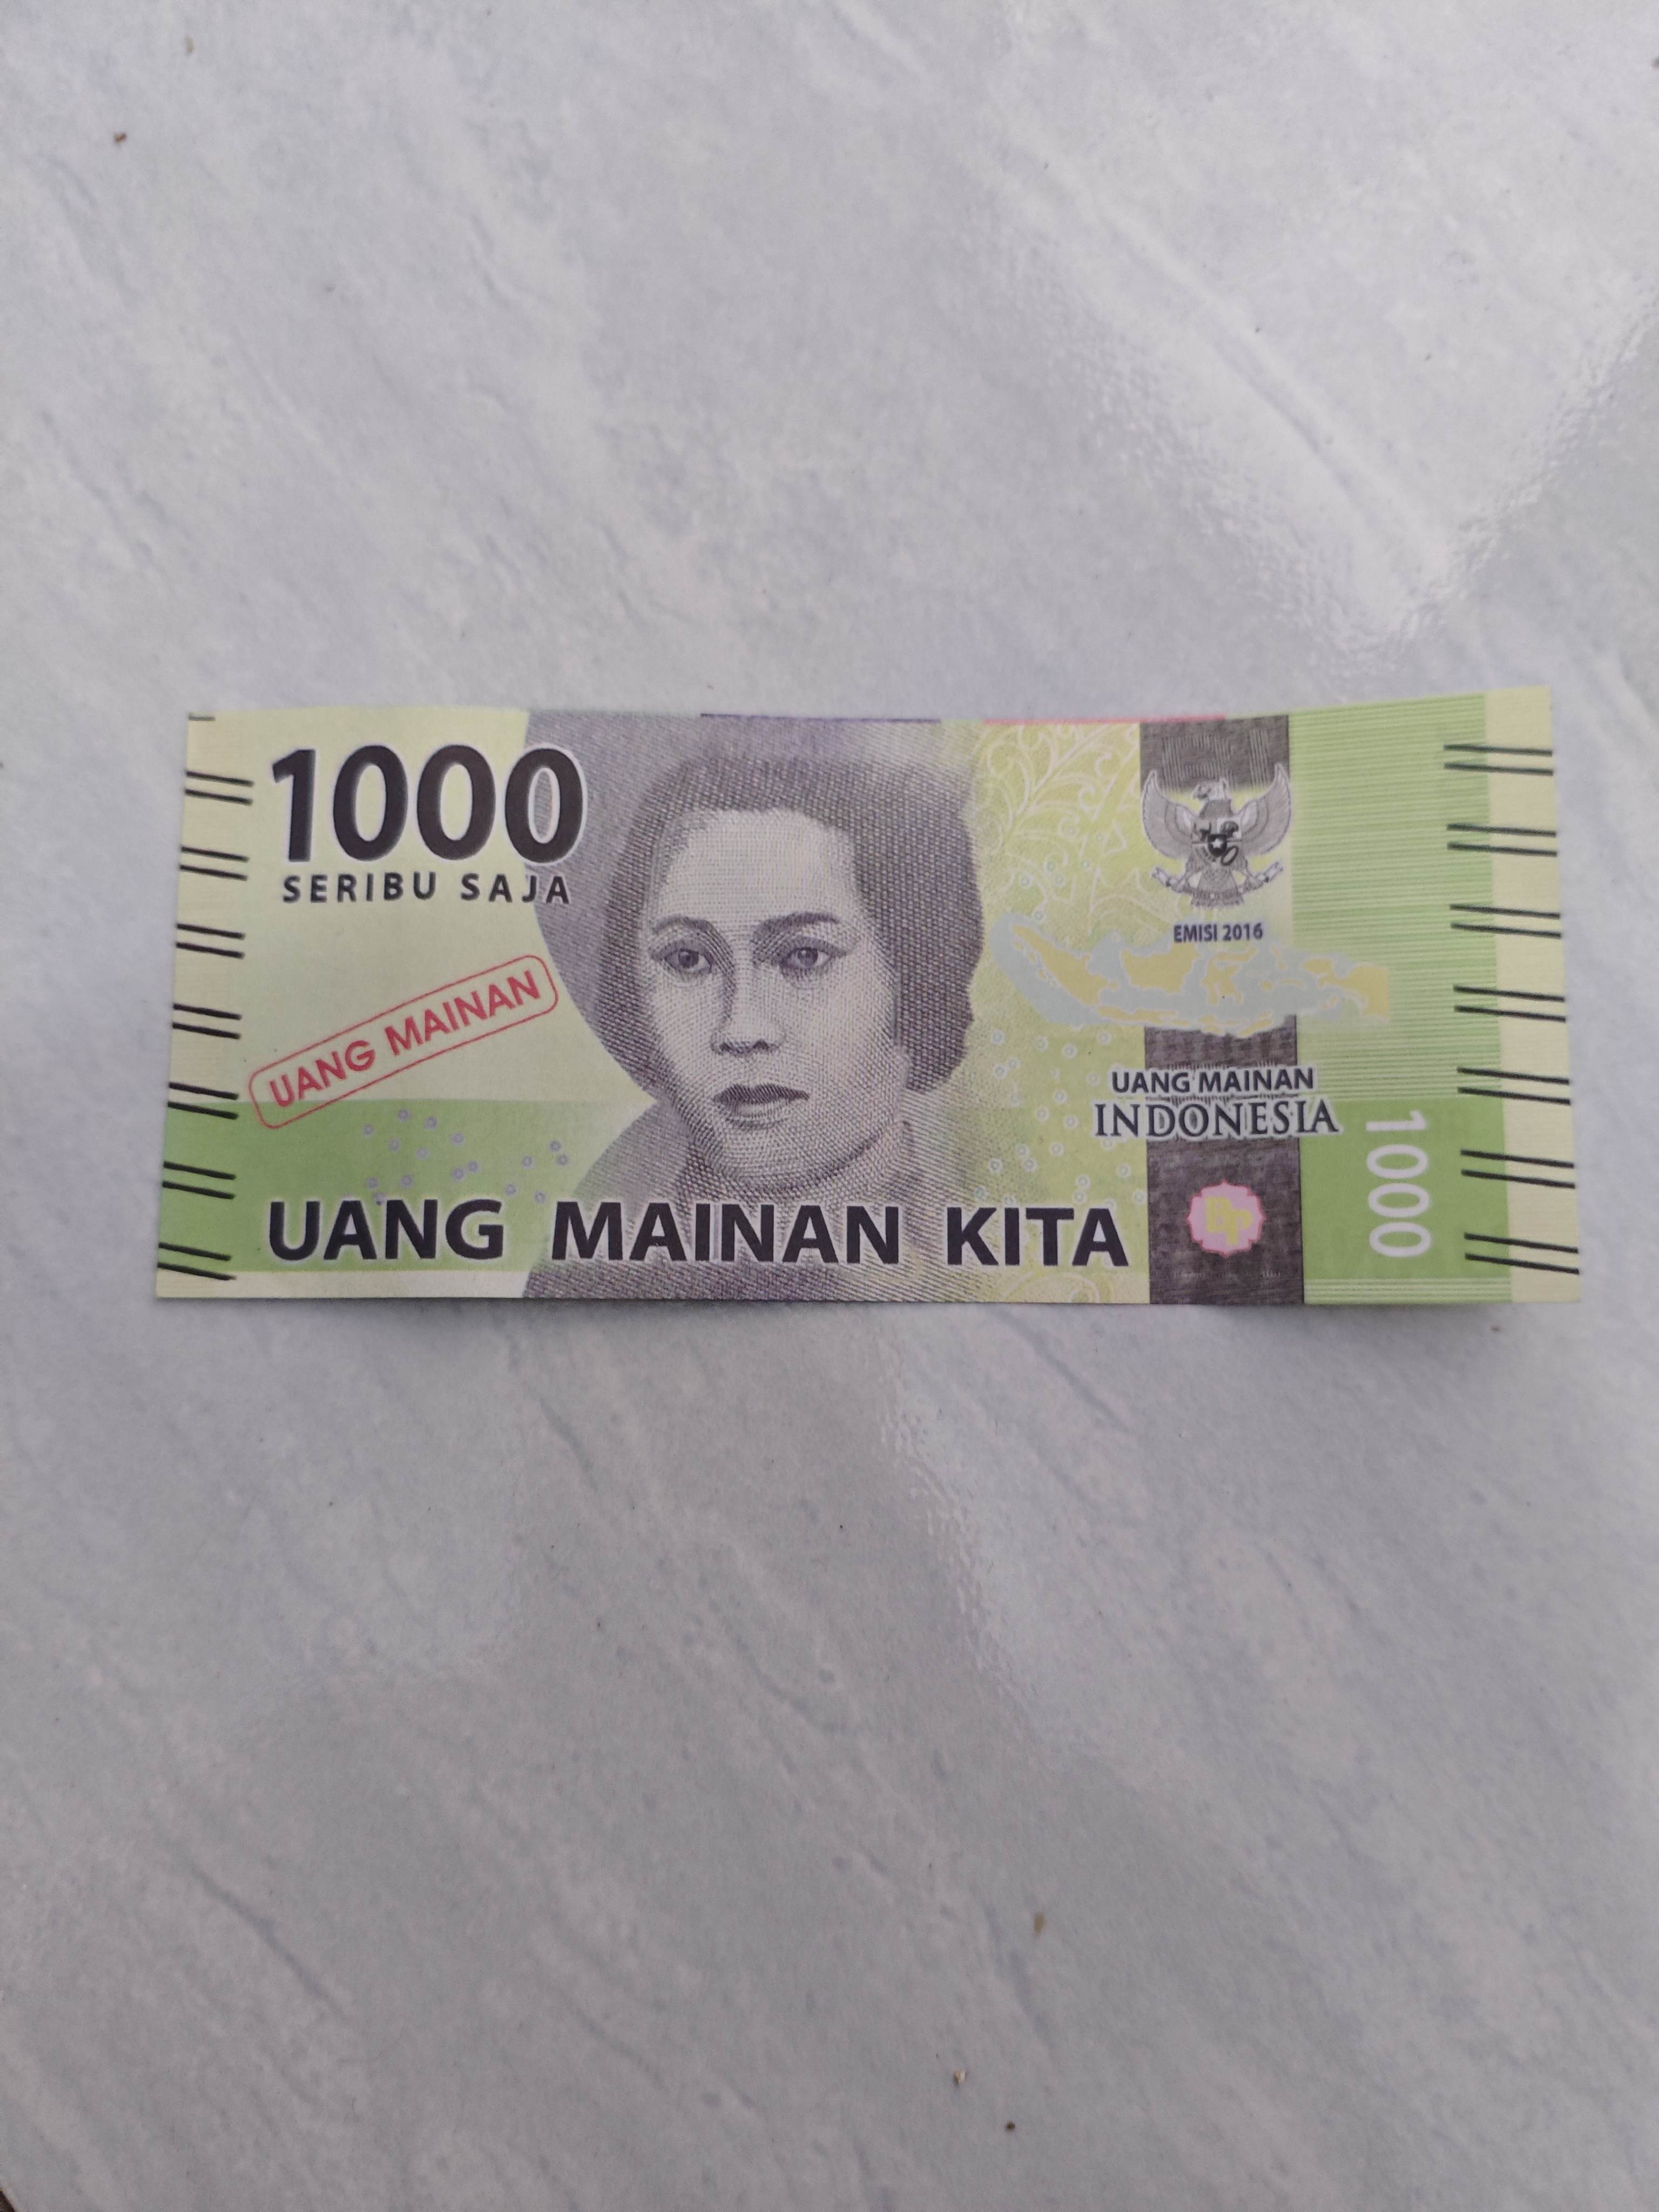 1000
SERIBU SAJA
UANG MAINAN
EMISI 2016
UANG MAINAN
INDONESIA
1000
UANG MAINAN KITA